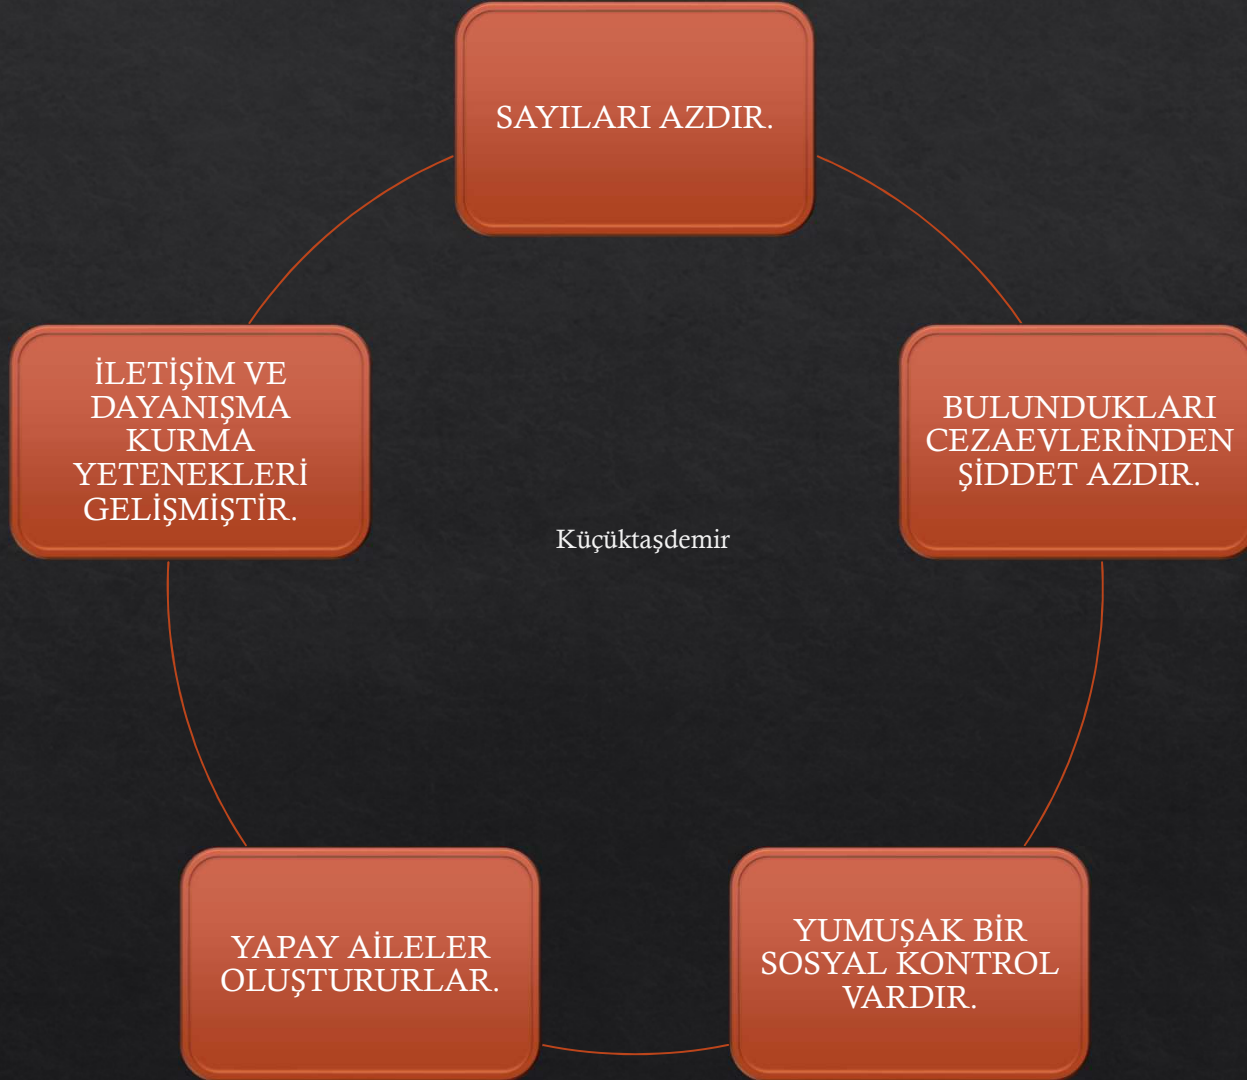 SAYILARI AZDIR.
BULUNDUKLARI
CEZAEVLERİNDEN
ŞİDDET AZDIR.
YUMUŞAK BİR
SOSYAL KONTROL
VARDIR.
YAPAY AİLELER
OLUŞTURURLAR.
İLETİŞİM VE
DAYANIŞMA
KURMA
YETENEKLERİ
GELİŞMİŞTİR.
Küçüktaşdemir